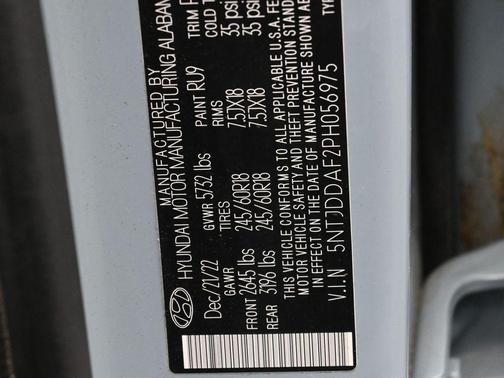 MANUFACTURED BY
HYUNDAI MOTOR MANUFACTURING ALABAMA
Dec/21/22 GVWR 5732 lbs PAINT RU9
GAWR TIRES RIMS COLD T
FRONT 2645 lbs 245/60R18 7.5JX18 35 psi
REAR 3196 lbs 245/60R18 7.5JX18 35 psi
THIS VEHICLE CONFORMS TO ALL APPLICABLE U.S.A. FE
MOTOR VEHICLE SAFETY AND THEFT PREVENTION STANDA
IN EFFECT ON THE DATE OF MANUFACTURE SHOWN ABO
V.I.N 5NTJDDAF2PH056975 TYPE